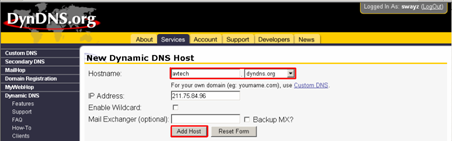 DynDNS.org
Logged In As: swayz (LogOut)
About Services Account Support Developers News
Custom DNS
Secondary DNS
MailHop
Domain Registration
MyWebHop
Dynamic DNS
Features
Support
FAQ
How-To
Clients
New Dynamic DNS Host
Hostname: avtech dyndns.org
For your own domain (eg: yourname.com), use Custom DNS.
IP Address: 211.75.84.96
Enable Wildcard:
Mail Exchanger (optional): Backup MX?
Add Host Reset Form